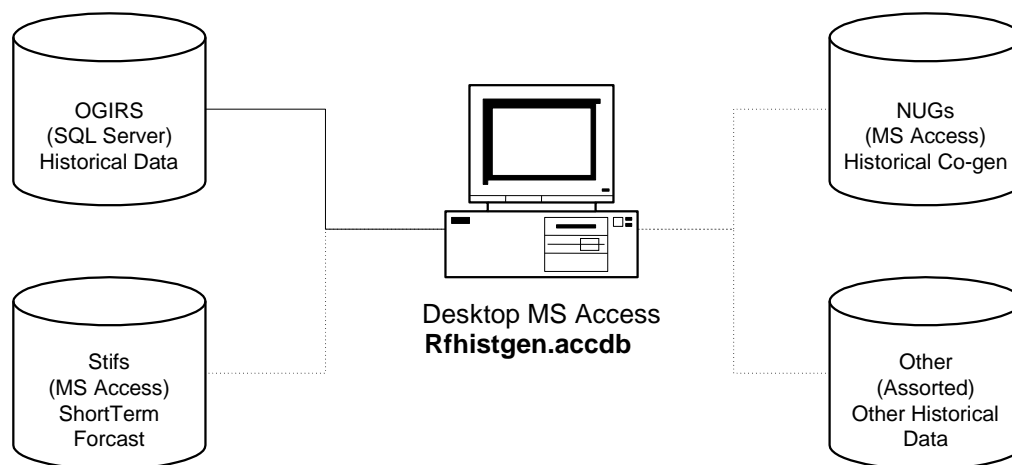 OGIRS
(SQL Server)
Historical Data
NUGs
(MS Access)
Historical Co-gen
Desktop MS Access
Rfhistgen.accdb
Stifs
(MS Access)
ShortTerm
Forcast
Other
(Assorted)
Other Historical
Data